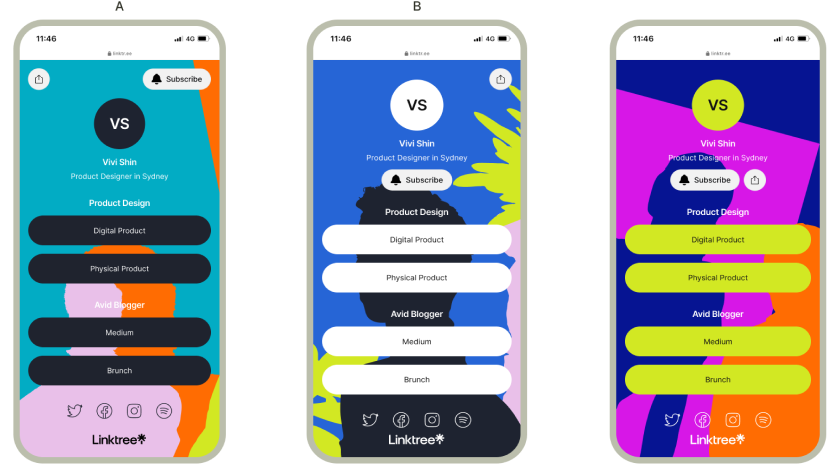 A
11:46
4G
linktr.ee
Subscribe
VS
Vivi Shin
Product Designer in Sydney
Product Design
Digital Product
Physical Product
Avid Blogger
Medium
Brunch
Linktree
B
11:46
4G
linktr.ee
VS
Vivi Shin
Product Designer in Sydney
Subscribe
Product Design
Digital Product
Physical Product
Avid Blogger
Medium
Brunch
Linktree
11:46
4G
linktr.ee
VS
Vivi Shin
Product Designer in Sydney
Subscribe
Product Design
Digital Product
Physical Product
Avid Blogger
Medium
Brunch
Linktree